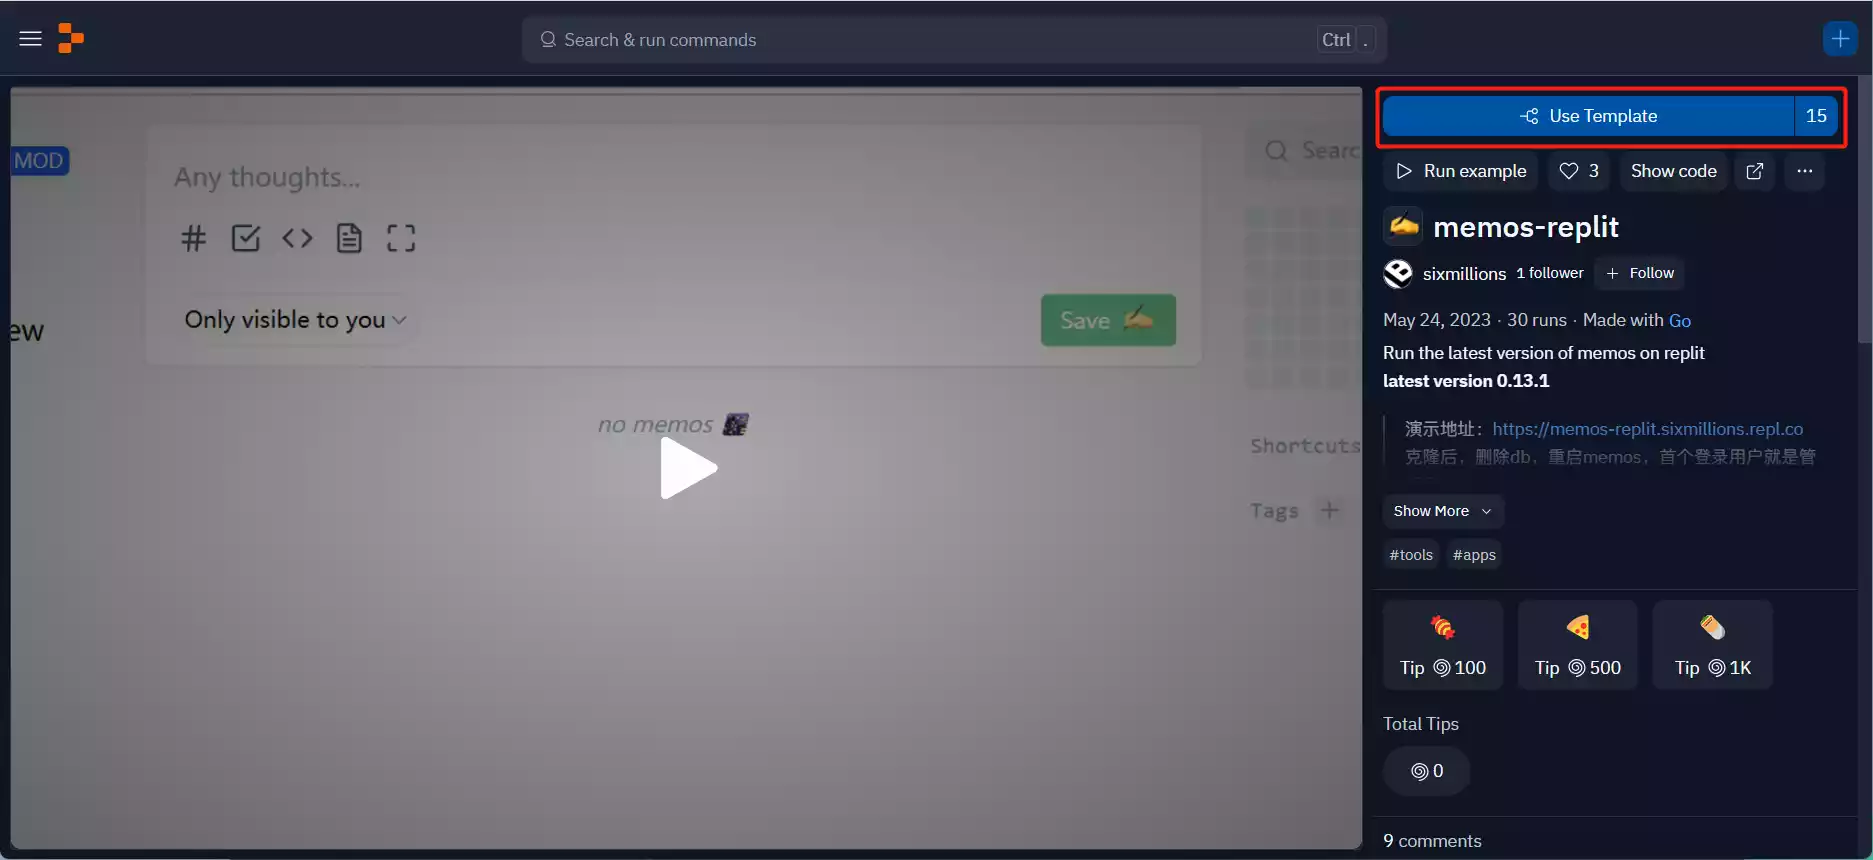 Search & run commands
Ctrl .
Use Template 15
Run example 3 Show code
memos-replit
sixmillions 1 follower + Follow
May 24, 2023 · 30 runs · Made with Go
Run the latest version of memos on replit
latest version 0.13.1
演示地址：https://memos-replit.sixmillions.repl.co
克隆后，删除db，重启memos，首个登录用户就是管
Show More
#tools #apps
Tip 100
Tip 500
Tip 1K
Total Tips
0
9 comments
MOD
Any thoughts...
Only visible to you
Save
ew
no memos
Searc
Shortcuts
Tags +